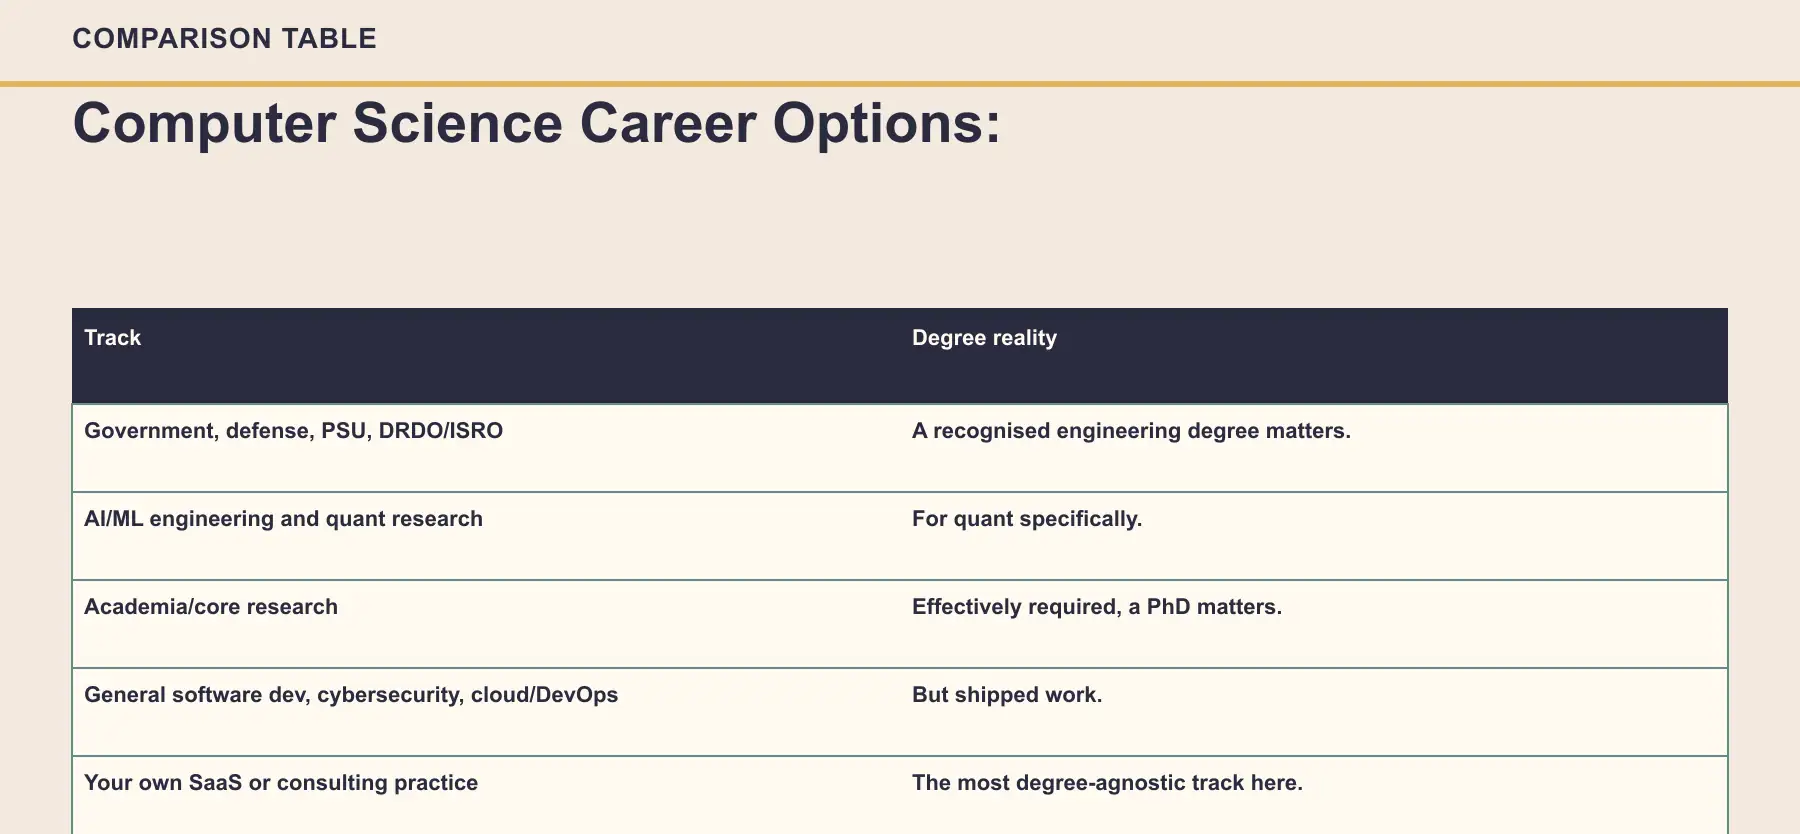 COMPARISON TABLE
Computer Science Career Options:
Track
Degree reality
Government, defense, PSU, DRDO/ISRO
A recognised engineering degree matters.
AI/ML engineering and quant research
For quant specifically.
Academia/core research
Effectively required, a PhD matters.
General software dev, cybersecurity, cloud/DevOps
But shipped work.
Your own SaaS or consulting practice
The most degree-agnostic track here.